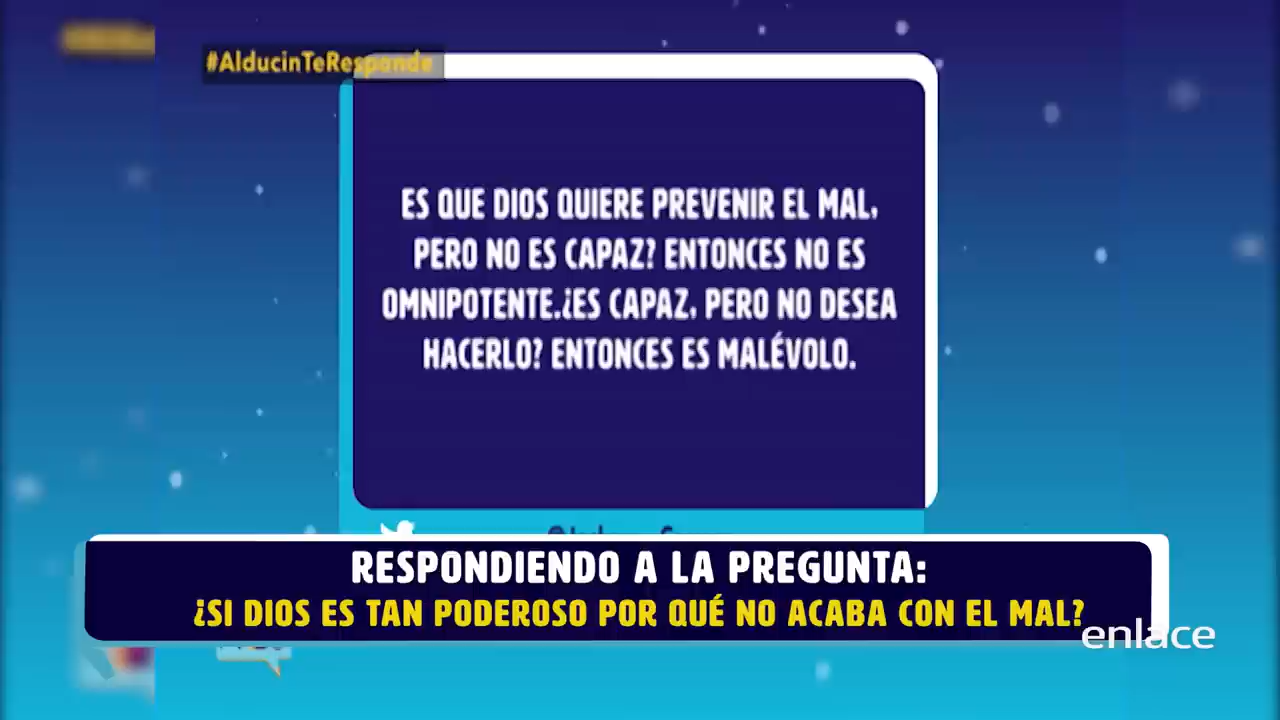 #AlducinTeResponde
ES QUE DIOS QUIERE PREVENIR EL MAL,
PERO NO ES CAPAZ? ENTONCES NO ES
OMNIPOTENTE.¿ES CAPAZ, PERO NO DESEA
HACERLO? ENTONCES ES MALÉVOLO.
RESPONDIENDO A LA PREGUNTA:
¿SI DIOS ES TAN PODEROSO POR QUÉ NO ACABA CON EL MAL?
enlace